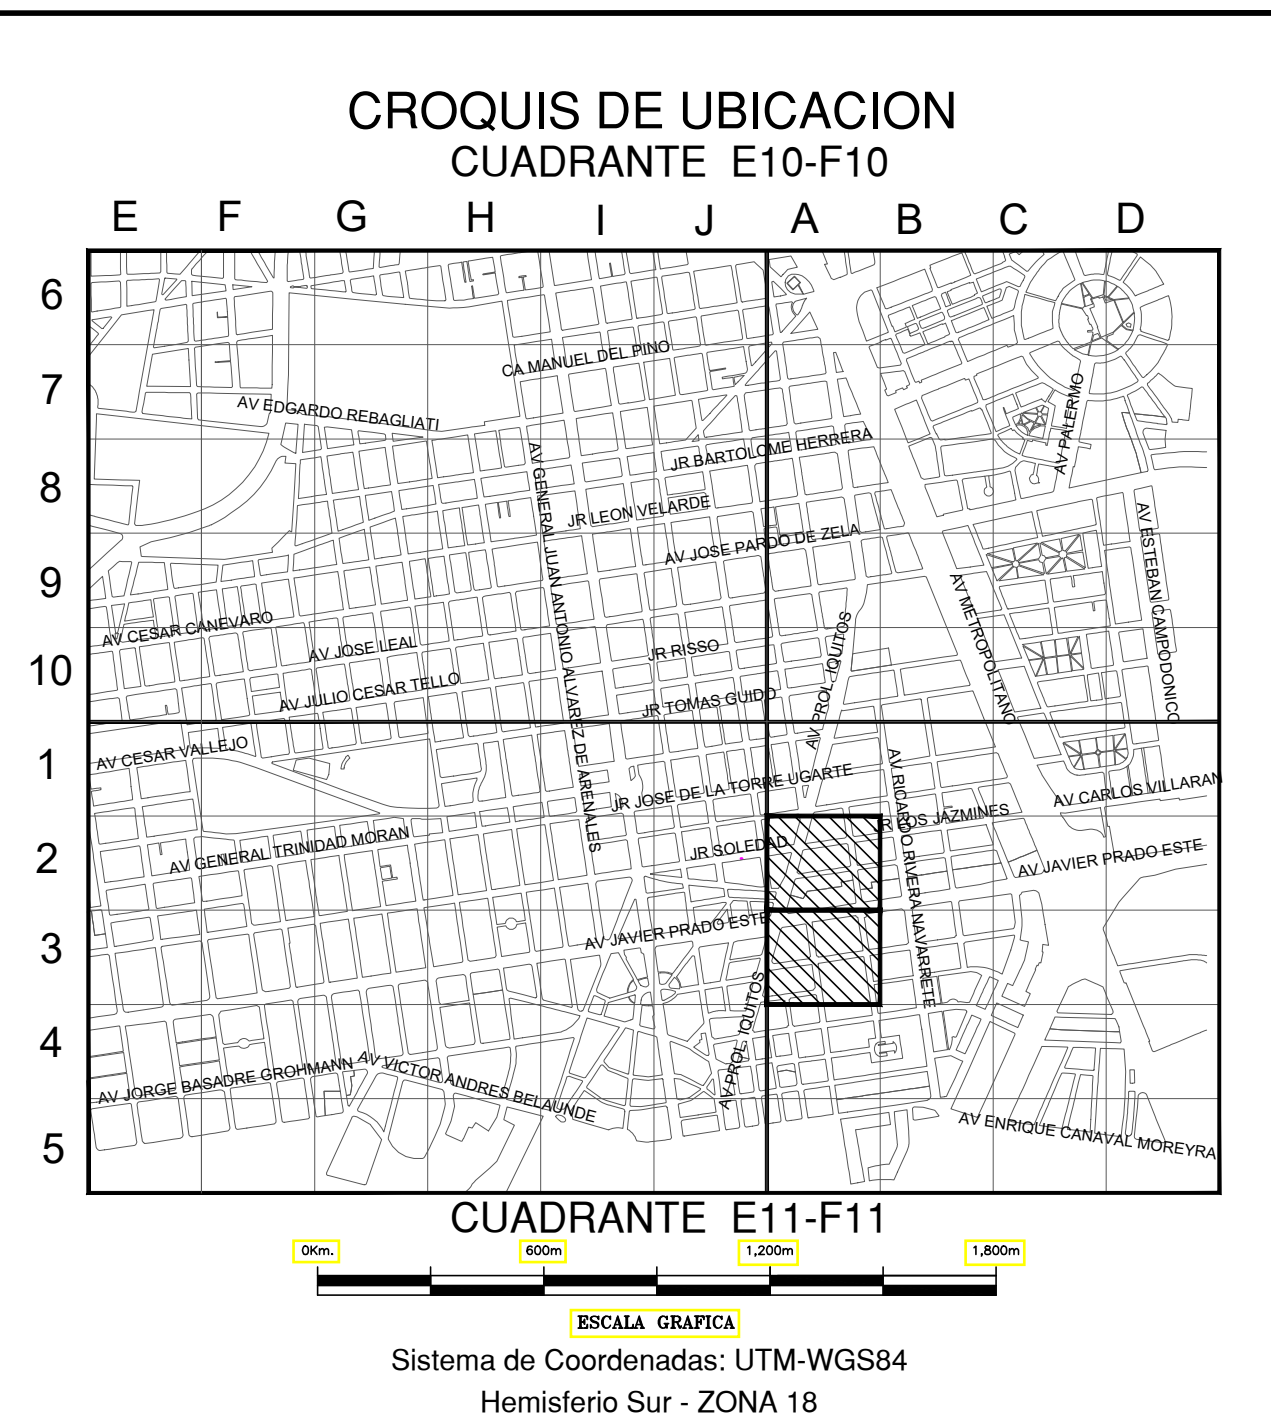 CROQUIS DE UBICACION
CUADRANTE E10-F10
E F G H I J A B C D
6
CA MANUEL DEL PINO
7
AV PALERMO
AV EDGARDO REBAGLIATI
JR BARTOLOME HERRERA
8
AV GENERAL JUAN ANTONIO ALVAREZ DE ARENALES
JR LEON VELARDE
AV ESTEBAN CAMPODONICO
AV JOSE PARDO DE ZELA
9
AV METROPOLITANO
AV CESAR CANEVARO
AV PROL. IQUITOS
AV JOSE LEAL
JR RISSO
10
AV JULIO CESAR TELLO
JR TOMAS GUIDO
AV CESAR VALLEJO
1
AV RICARDO RIVERA NAVARRETE
JR JOSE DE LA TORRE UGARTE
AV CARLOS VILLARAN
R LOS JAZMINES
2
AV GENERAL TRINIDAD MORAN
JR SOLEDAD
AV JAVIER PRADO ESTE
3
AV JAVIER PRADO ESTE
AV PROL. IQUITOS
4
AV JORGE BASADRE GROHMANN
AV VICTOR ANDRES BELAUNDE
5
AV ENRIQUE CANAVAL MOREYRA
CUADRANTE E11-F11
0Km. 600m 1,200m 1,800m
ESCALA GRAFICA
Sistema de Coordenadas: UTM-WGS84
Hemisferio Sur - ZONA 18